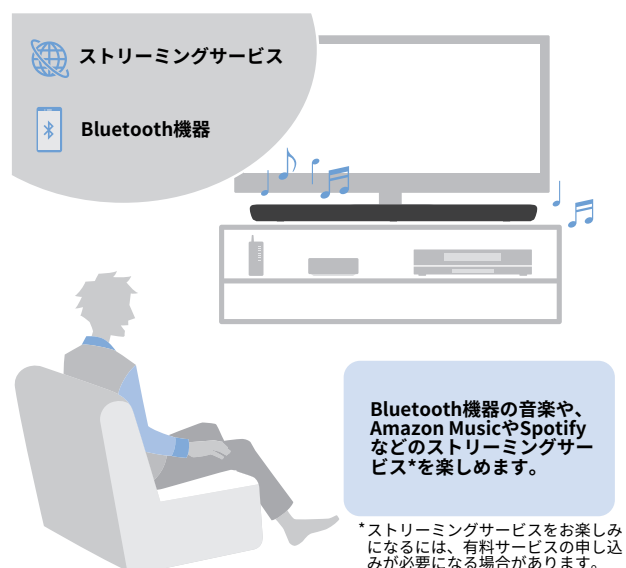 ストリーミングサービス
Bluetooth機器
Bluetooth機器の音楽や、
Amazon MusicやSpotify
などのストリーミングサー
ビス*を楽しめます。
*ストリーミングサービスをお楽しみ
になるには、有料サービスの申し込
みが必要になる場合があります。